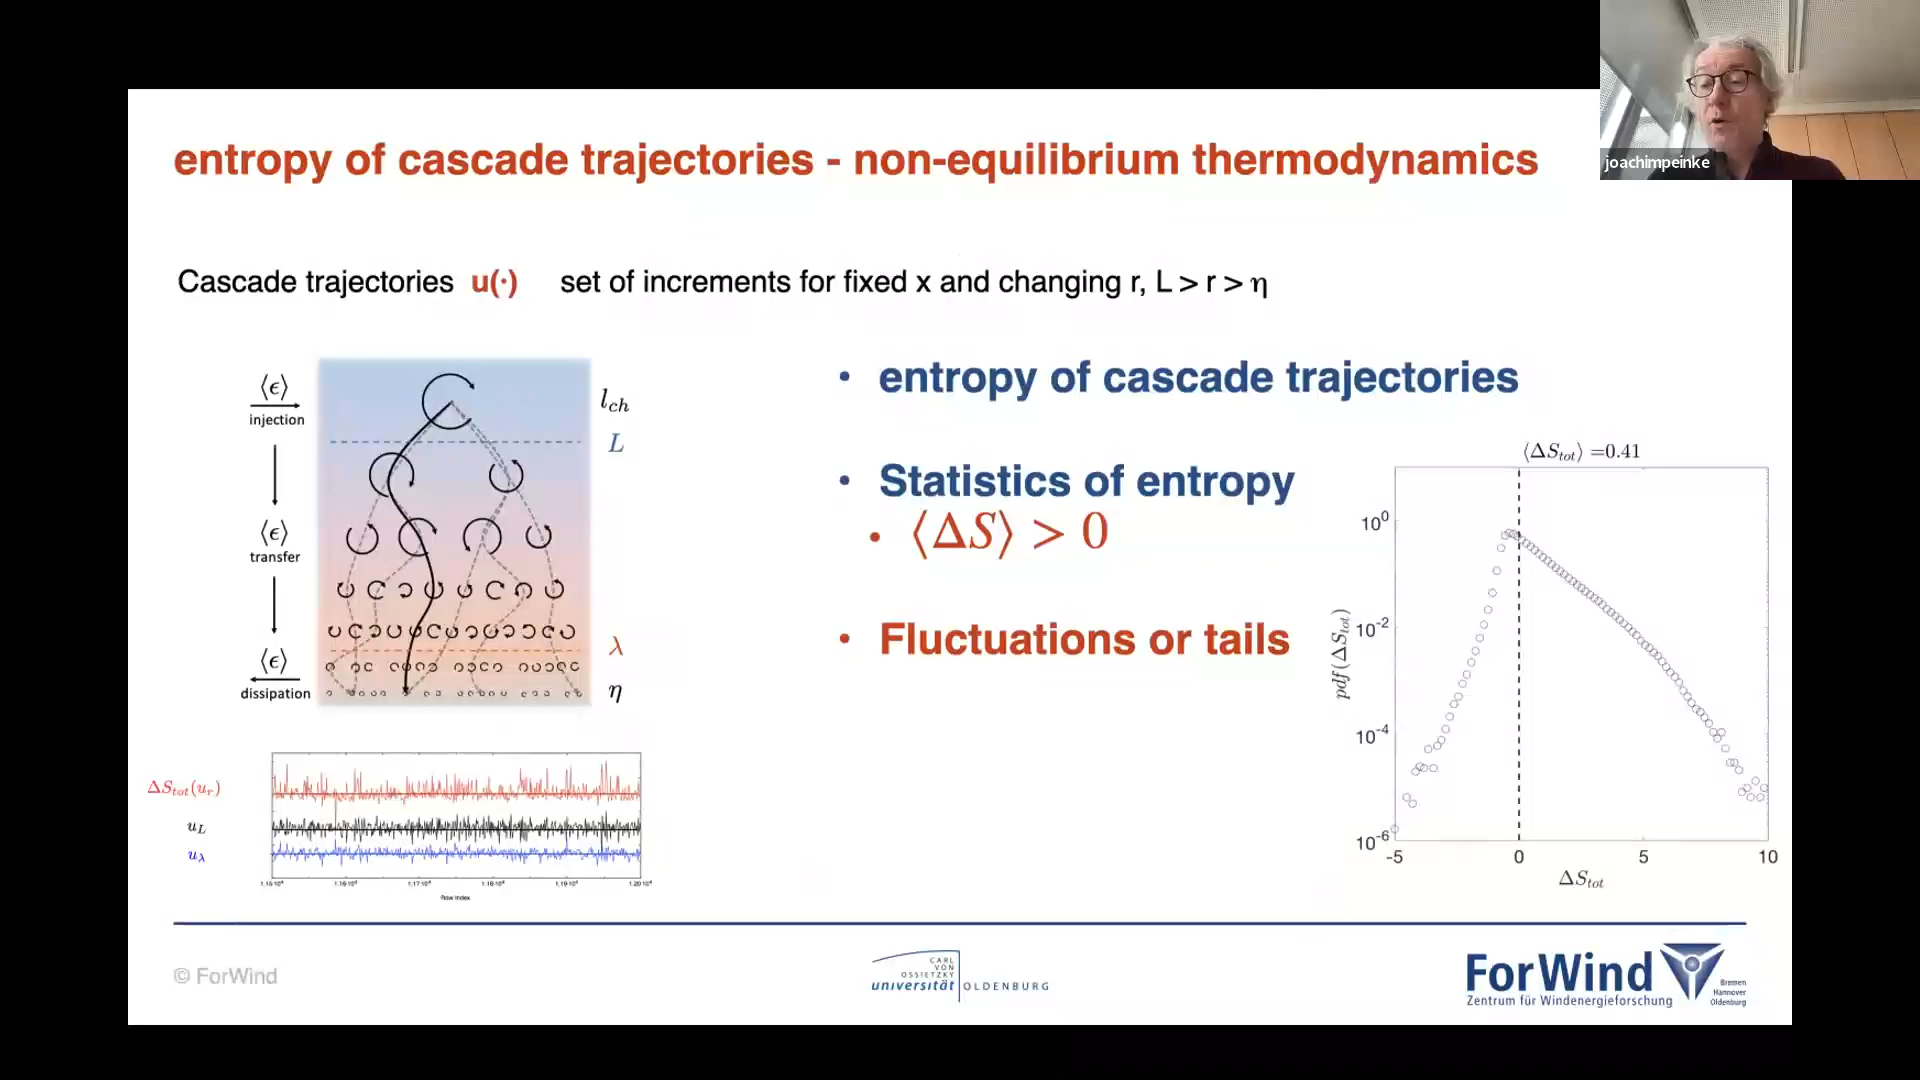 joachimpeinke
entropy of cascade trajectories - non-equilibrium thermodynamics
Cascade trajectories u(·) set of increments for fixed x and changing r, L > r > η
⟨ϵ⟩
injection
⟨ϵ⟩
transfer
⟨ϵ⟩
dissipation
l_ch
L
λ
η
• entropy of cascade trajectories
• Statistics of entropy
• ⟨ΔS⟩ > 0
• Fluctuations or tails
⟨ΔS_tot⟩ =0.41
pdf(ΔS_tot)
10^0
10^-2
10^-4
10^-6
-5 0 5 10
ΔS_tot
ΔS_tot(u_r)
u_L
u_λ
Row Index
© ForWind
CARL
VON
OSSIETZKY
universität OLDENBURG
ForWind
Zentrum für Windenergieforschung
Bremen
Hannover
Oldenburg